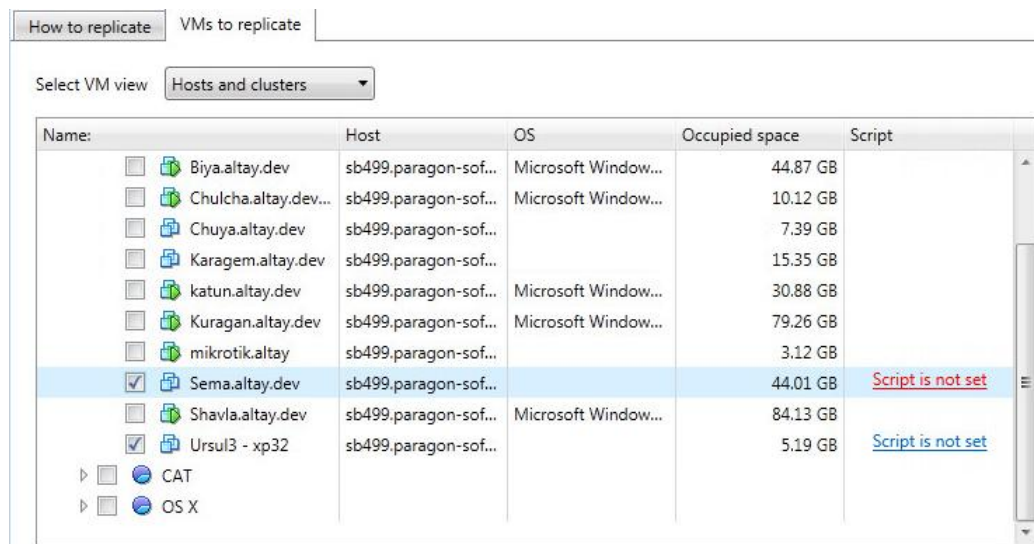 How to replicate VMs to replicate
Select VM view Hosts and clusters
Name: Host OS Occupied space Script
Biya.altay.dev sb499.paragon-sof... Microsoft Window... 44.87 GB
Chulcha.altay.dev... sb499.paragon-sof... Microsoft Window... 10.12 GB
Chuya.altay.dev sb499.paragon-sof... 7.39 GB
Karagem.altay.dev sb499.paragon-sof... 15.35 GB
katun.altay.dev sb499.paragon-sof... Microsoft Window... 30.88 GB
Kuragan.altay.dev sb499.paragon-sof... Microsoft Window... 79.26 GB
mikrotik.altay sb499.paragon-sof... 3.12 GB
Sema.altay.dev sb499.paragon-sof... 44.01 GB Script is not set
Shavla.altay.dev sb499.paragon-sof... Microsoft Window... 84.13 GB
Ursul3 - xp32 sb499.paragon-sof... 5.19 GB Script is not set
CAT
OS X